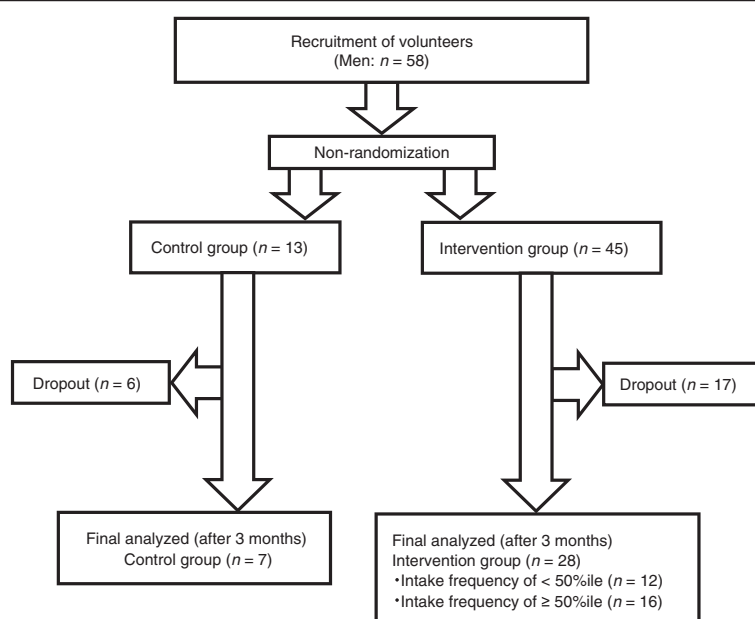 Recruitment of volunteers
(Men: n = 58)
Non-randomization
Control group (n = 13)
Intervention group (n = 45)
Dropout (n = 6)
Dropout (n = 17)
Final analyzed (after 3 months)
Control group (n = 7)
Final analyzed (after 3 months)
Intervention group (n = 28)
•Intake frequency of < 50%ile (n = 12)
•Intake frequency of ≥ 50%ile (n = 16)